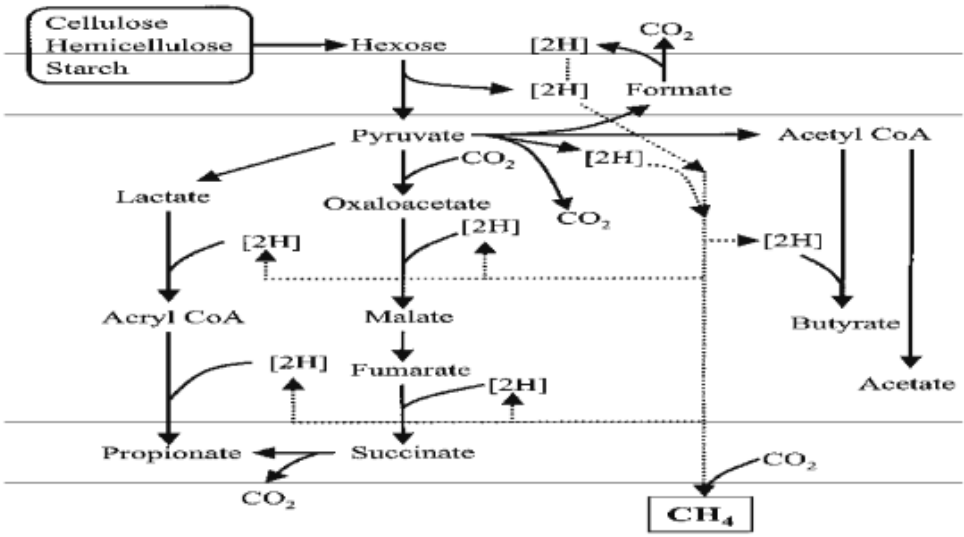 Cellulose
Hemicellulose
Starch
Hexose
[2H]
CO₂
[2H]
Formate
Pyruvate
Acetyl CoA
CO₂
[2H]
Lactate
Oxaloacetate
CO₂
[2H]
[2H]
[2H]
Acryl CoA
Malate
Butyrate
[2H]
Fumarate
[2H]
Acetate
Propionate
Succinate
CO₂
CO₂
CH₄